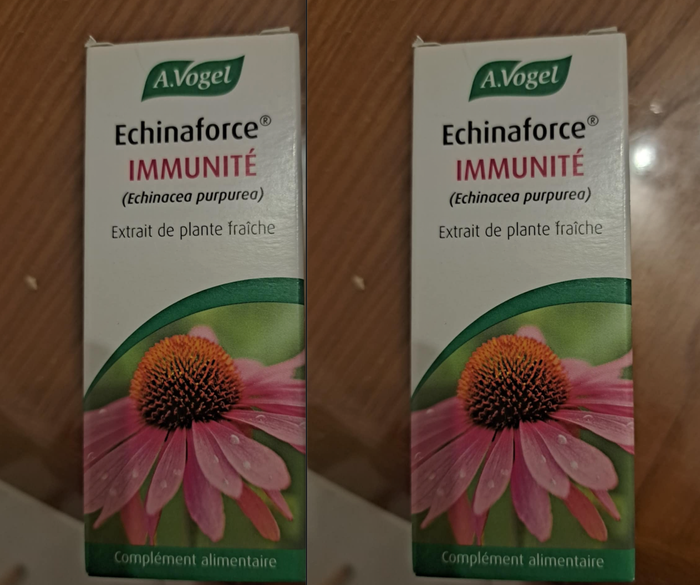 A.Vogel
Echinaforce®
IMMUNITÉ
(Echinacea purpurea)
Extrait de plante fraîche
Complément alimentaire
A.Vogel
Echinaforce®
IMMUNITÉ
(Echinacea purpurea)
Extrait de plante fraîche
Complément alimentaire